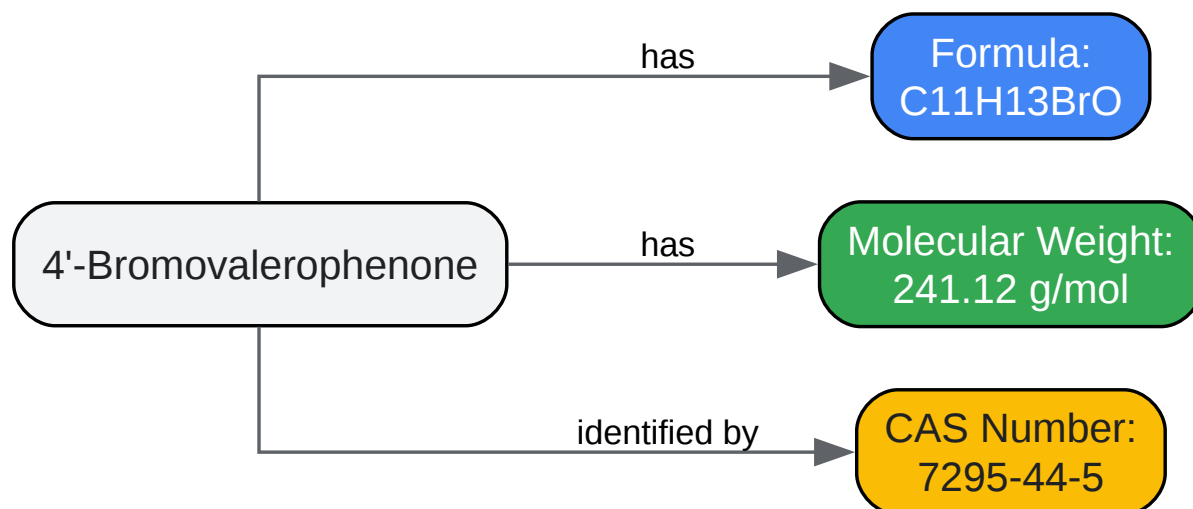 has
Formula:
C11H13BrO
4'-Bromovalerophenone
has
Molecular Weight:
241.12 g/mol
identified by
CAS Number:
7295-44-5